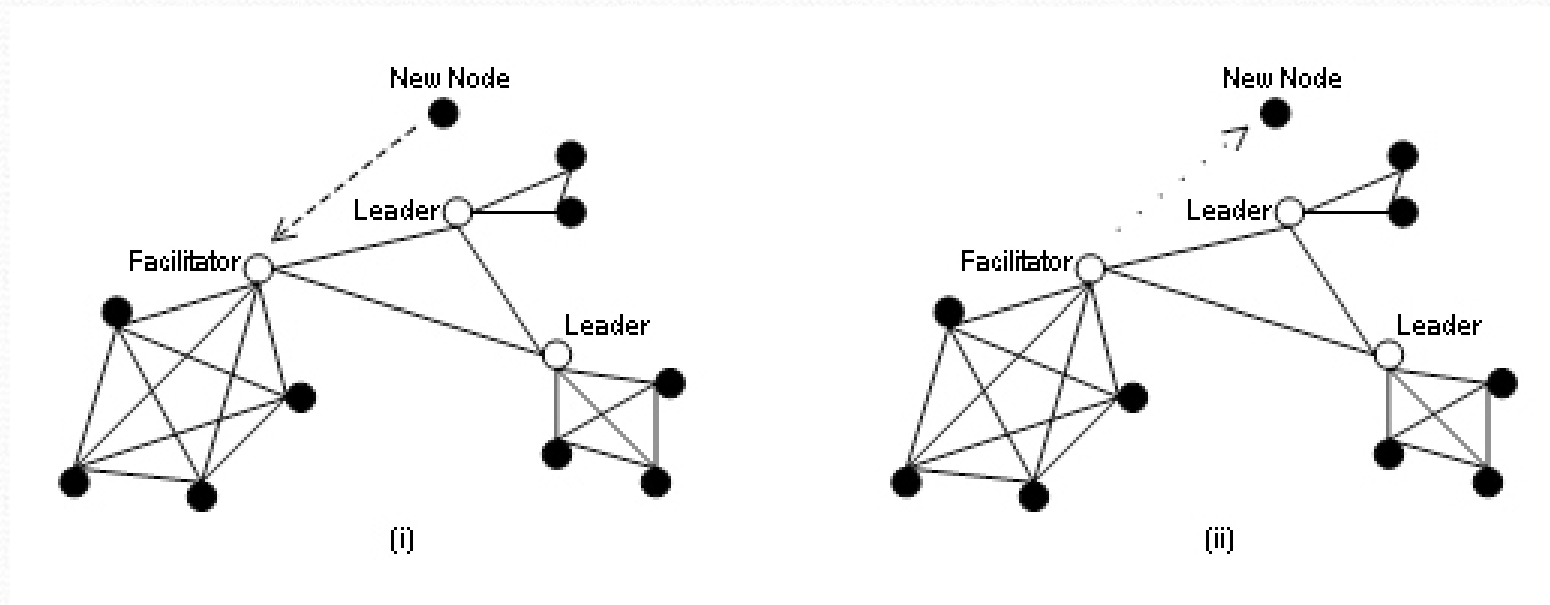 New Node
Leader
Facilitator
Leader
(i)
New Node
Leader
Facilitator
Leader
(ii)